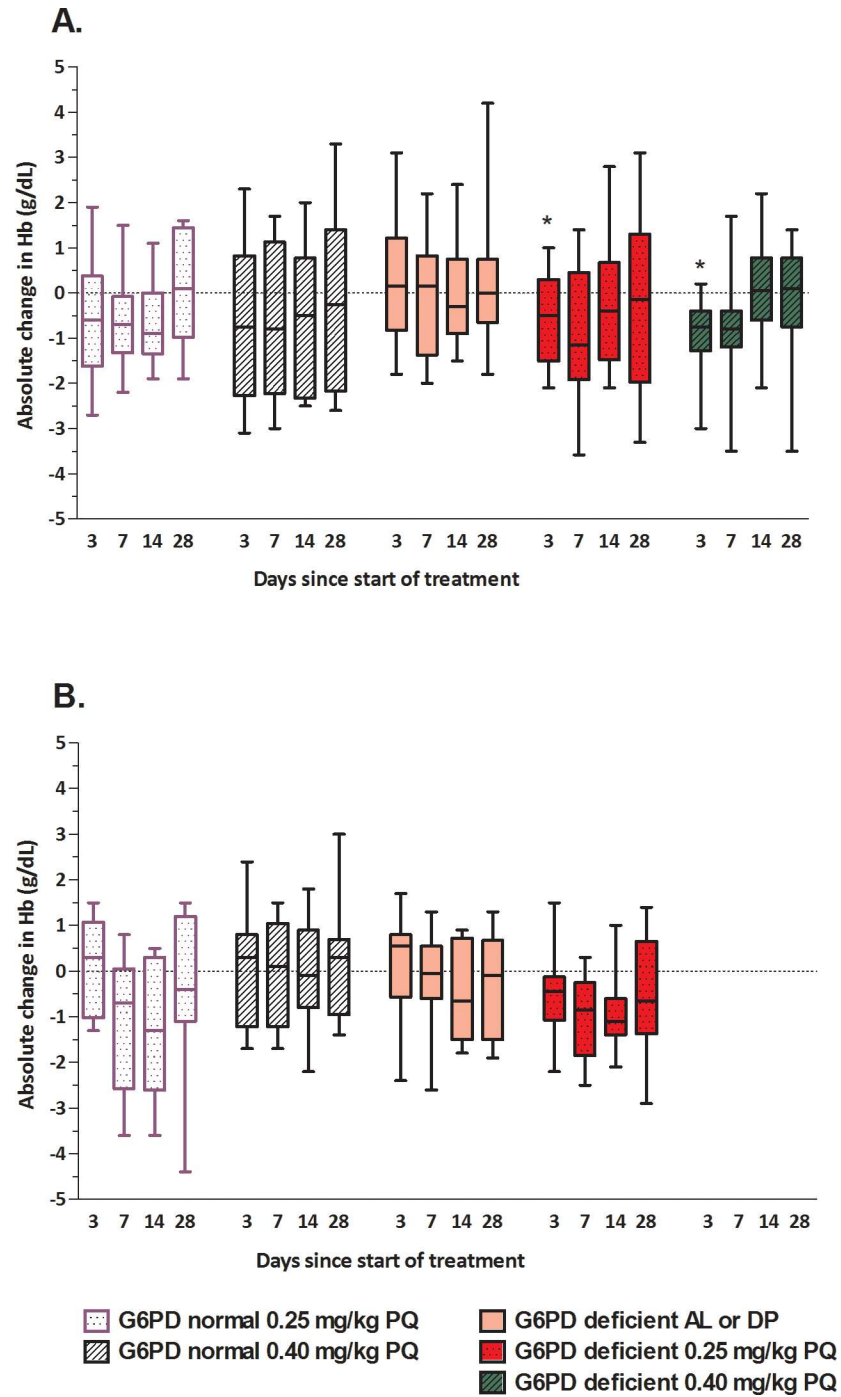 A.
5
4
3
2
1
0
-1
-2
-3
-4
-5
Absolute change in Hb (g/dL)
*
*
3 7 14 28 3 7 14 28 3 7 14 28 3 7 14 28 3 7 14 28
Days since start of treatment
B.
5
4
3
2
1
0
-1
-2
-3
-4
-5
Absolute change in Hb (g/dL)
3 7 14 28 3 7 14 28 3 7 14 28 3 7 14 28 3 7 14 28
Days since start of treatment
G6PD normal 0.25 mg/kg PQ
G6PD normal 0.40 mg/kg PQ
G6PD deficient AL or DP
G6PD deficient 0.25 mg/kg PQ
G6PD deficient 0.40 mg/kg PQ